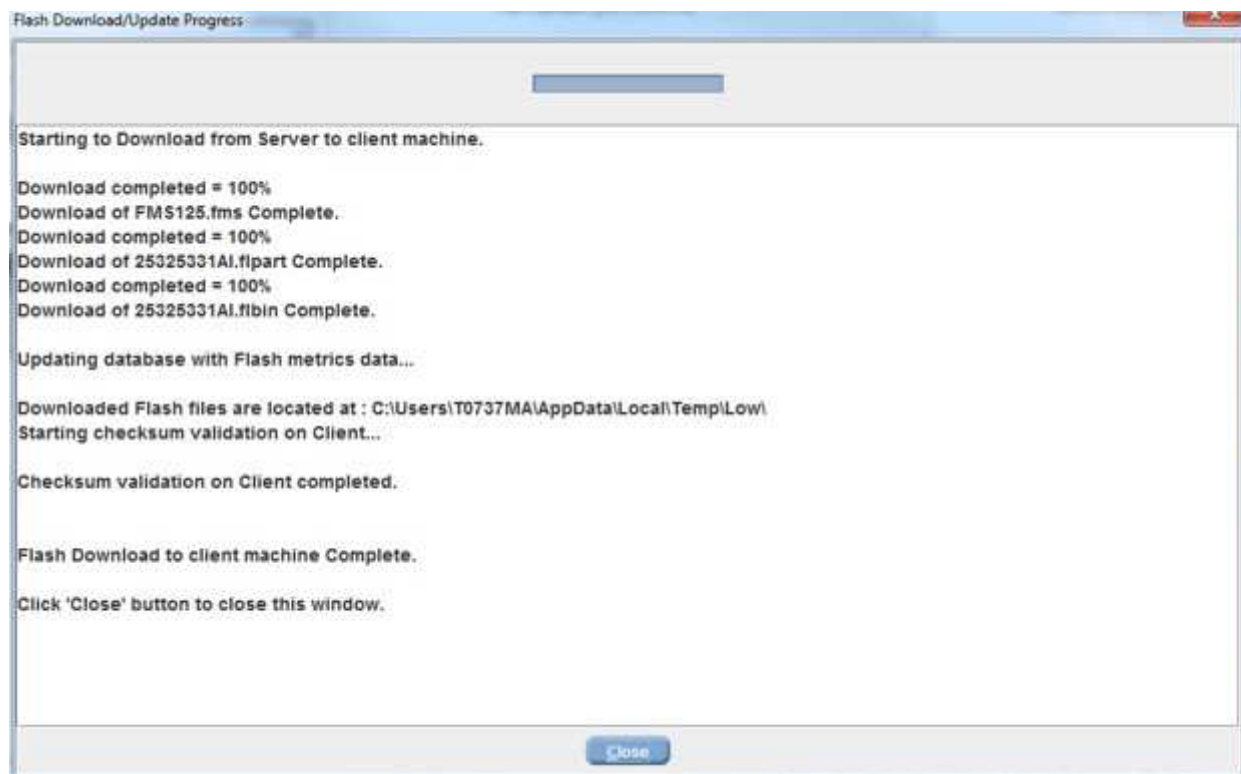 Flash Download/Update Progress
Starting to Download from Server to client machine.
Download completed = 100%
Download of FMS125.fms Complete.
Download completed = 100%
Download of 25325331AI.flpart Complete.
Download completed = 100%
Download of 25325331AI.flbin Complete.
Updating database with Flash metrics data...
Downloaded Flash files are located at : C:\Users\T0737MA\AppData\Local\Temp\Low\
Starting checksum validation on Client...
Checksum validation on Client completed.
Flash Download to client machine Complete.
Click 'Close' button to close this window.
Close